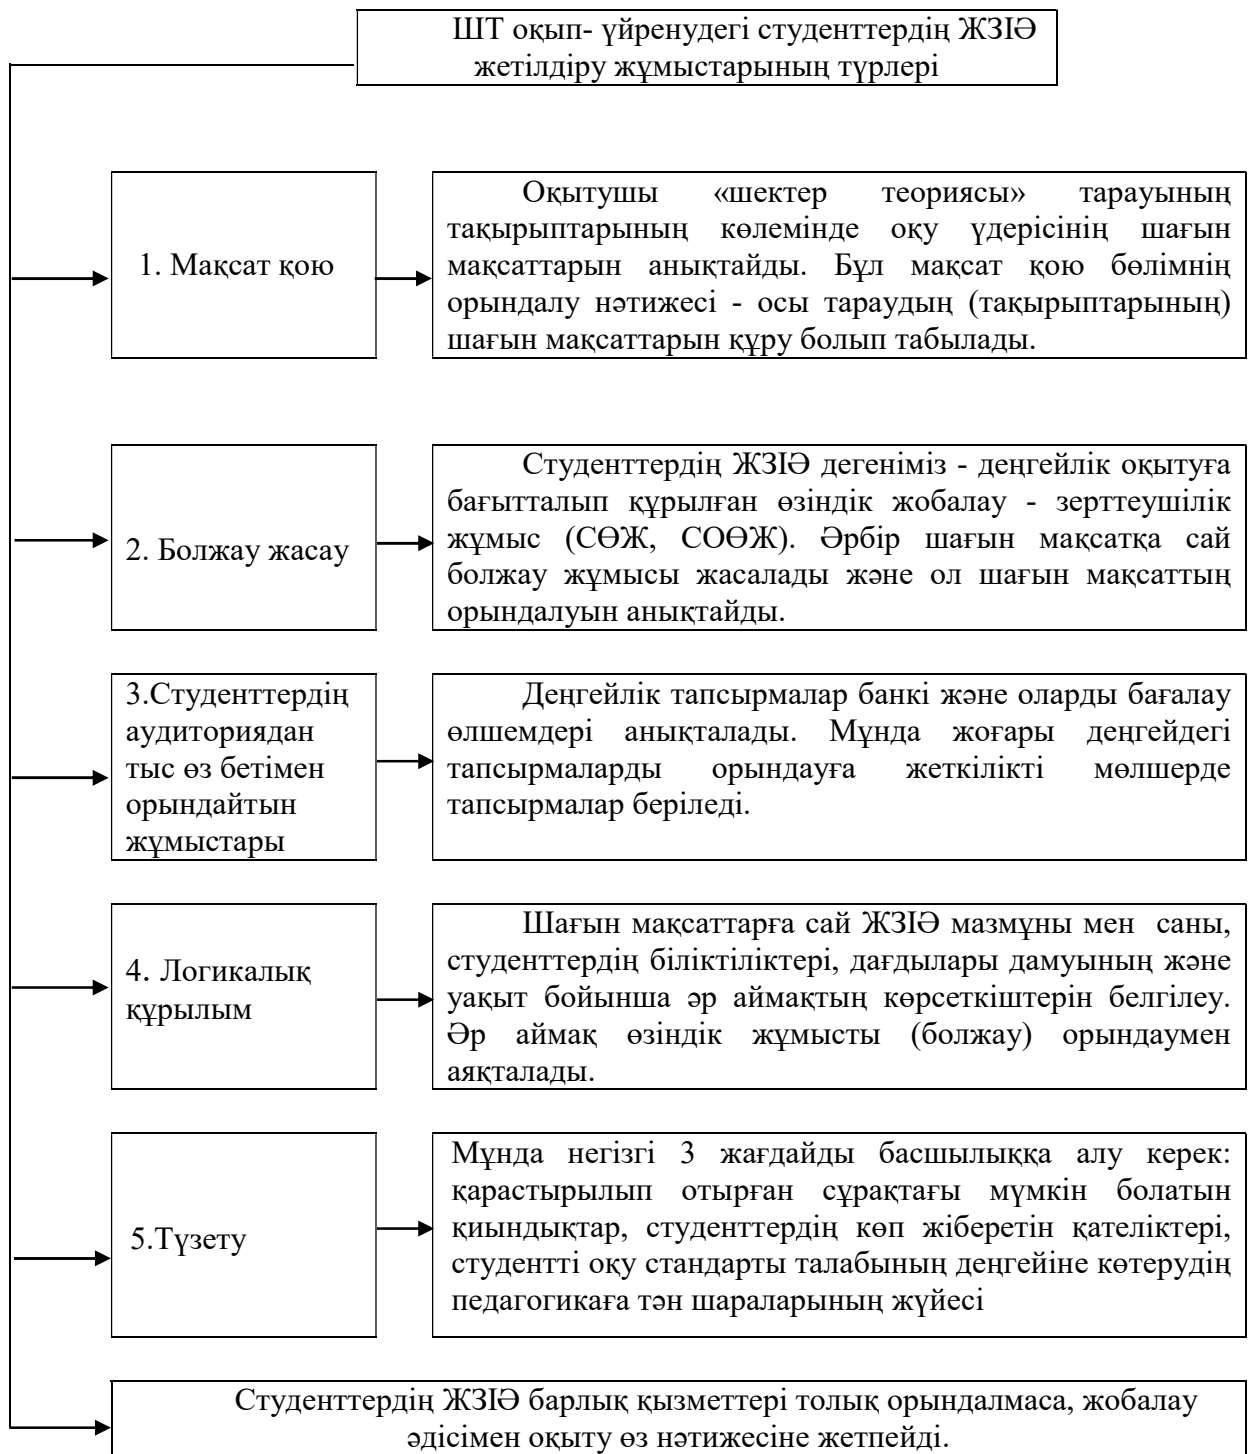 ШТ оқып- үйренудегі студенттердің ЖЗІӘ
жетілдіру жұмыстарының түрлері
1. Мақсат қою
Оқытушы «шектер теориясы» тарауының
тақырыптарының көлемінде оқу үдерісінің шағын
мақсаттарын анықтайды. Бұл мақсат қою бөлімнің
орындалу нәтижесі - осы тараудың (тақырыптарының)
шағын мақсаттарын құру болып табылады.
2. Болжау жасау
Студенттердің ЖЗІӘ дегеніміз - деңгейлік оқытуға
бағытталып құрылған өзіндік жобалау - зерттеушілік
жұмыс (СӨЖ, СОӨЖ). Әрбір шағын мақсатқа сай
болжау жұмысы жасалады және ол шағын мақсаттың
орындалуын анықтайды.
3.Студенттердің
аудиториядан
тыс өз бетімен
орындайтын
жұмыстары
Деңгейлік тапсырмалар банкі және оларды бағалау
өлшемдері анықталады. Мұнда жоғары деңгейдегі
тапсырмаларды орындауға жеткілікті мөлшерде
тапсырмалар беріледі.
4. Логикалық
құрылым
Шағын мақсаттарға сай ЖЗІӘ мазмұны мен саны,
студенттердің біліктіліктері, дағдылары дамуының және
уақыт бойынша әр аймақтың көрсеткіштерін белгілеу.
Әр аймақ өзіндік жұмысты (болжау) орындаумен
аяқталады.
5.Түзету
Мұнда негізгі 3 жағдайды басшылыққа алу керек:
қарастырылып отырған сұрақтағы мүмкін болатын
қиындықтар, студенттердің көп жіберетін қателіктері,
студентті оқу стандарты талабының деңгейіне көтерудің
педагогикаға тән шараларының жүйесі
Студенттердің ЖЗІӘ барлық қызметтері толық орындалмаса, жобалау
әдісімен оқыту өз нәтижесіне жетпейді.